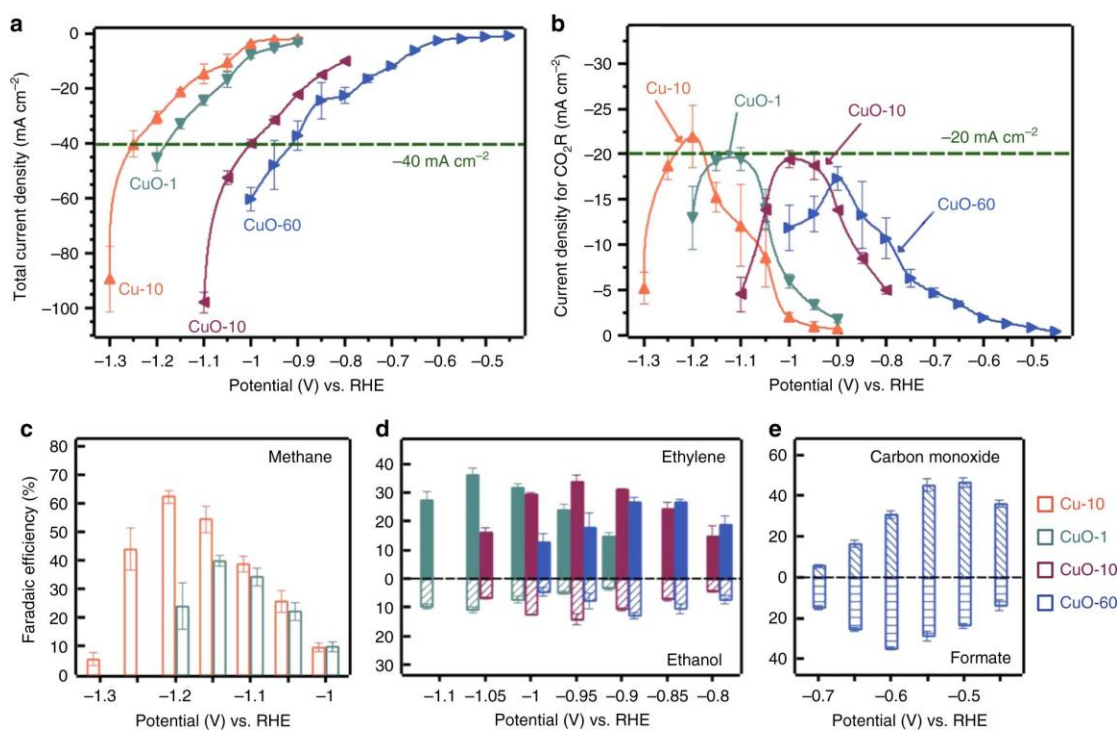 a
Total current density (mA cm−2)
0
−20
−40
−60
−80
−100
−40 mA cm−2
CuO-1
CuO-60
Cu-10
CuO-10
−1.3 −1.2 −1.1 −1 −0.9 −0.8 −0.7 −0.6 −0.5
Potential (V) vs. RHE
b
Current density for CO2R (mA cm−2)
−30
−25
−20
−15
−10
−5
0
Cu-10
CuO-1
CuO-10
−20 mA cm−2
CuO-60
−1.3 −1.2 −1.1 −1 −0.9 −0.8 −0.7 −0.6 −0.5
Potential (V) vs. RHE
c
Faradaic efficiency (%)
80
70
60
50
40
30
20
10
0
Methane
−1.3 −1.2 −1.1 −1
Potential (V) vs. RHE
d
40
30
20
10
0
10
20
30
Ethylene
Ethanol
−1.1 −1.05 −1 −0.95 −0.9 −0.85 −0.8
Potential (V) vs. RHE
e
60
40
20
0
20
40
Carbon monoxide
Formate
−0.7 −0.6 −0.5
Potential (V) vs. RHE
Cu-10
CuO-1
CuO-10
CuO-60